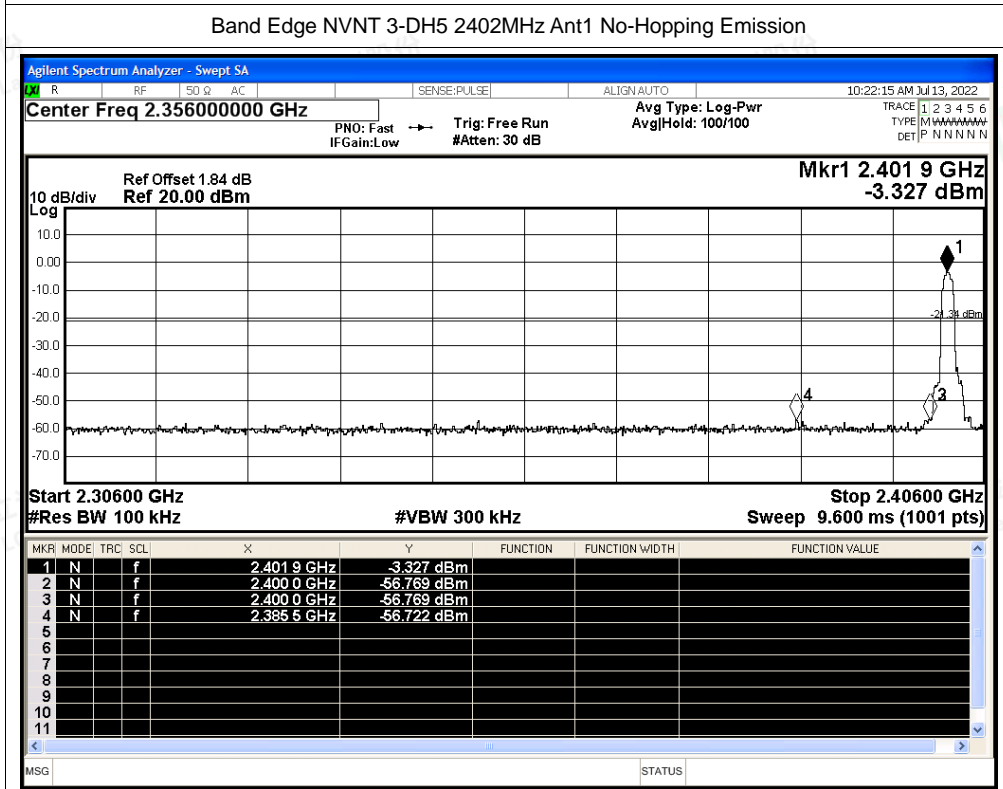 Band Edge NVNT 3-DH5 2402MHz Ant1 No-Hopping Emission
Agilent Spectrum Analyzer - Swept SA
LXI R RF 50 Ω AC SENSE:PULSE ALIGN AUTO 10:22:15 AM Jul 13, 2022
Center Freq 2.356000000 GHz Avg Type: Log-Pwr TRACE 1 2 3 4 5 6
PNO: Fast Trig: Free Run Avg|Hold: 100/100 TYPE M WWWWW
IFGain:Low #Atten: 30 dB DET P N N N N N
Mkr1 2.401 9 GHz
Ref Offset 1.84 dB
10 dB/div Ref 20.00 dBm -3.327 dBm
Log
10.0
1
0.00
-10.0
-20.0 -21.34 dBm
-30.0
-40.0
-50.0 4 3
-60.0
-70.0
Start 2.30600 GHz Stop 2.40600 GHz
#Res BW 100 kHz #VBW 300 kHz Sweep 9.600 ms (1001 pts)
MKR MODE TRC SCL X Y FUNCTION FUNCTION WIDTH FUNCTION VALUE
1 N f 2.401 9 GHz -3.327 dBm
2 N f 2.400 0 GHz -56.769 dBm
3 N f 2.400 0 GHz -56.769 dBm
4 N f 2.385 5 GHz -56.722 dBm
5
6
7
8
9
10
11
MSG STATUS